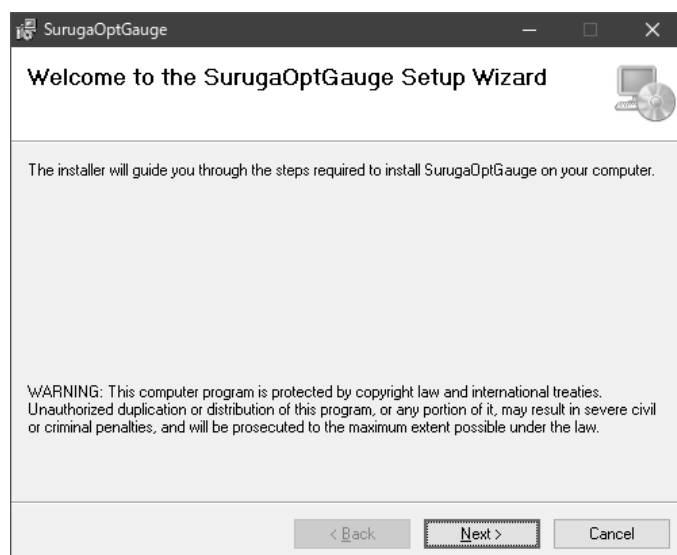 SurugaOptGauge
Welcome to the SurugaOptGauge Setup Wizard
The installer will guide you through the steps required to install SurugaOptGauge on your computer.
WARNING: This computer program is protected by copyright law and international treaties.
Unauthorized duplication or distribution of this program, or any portion of it, may result in severe civil
or criminal penalties, and will be prosecuted to the maximum extent possible under the law.
< Back
Next >
Cancel